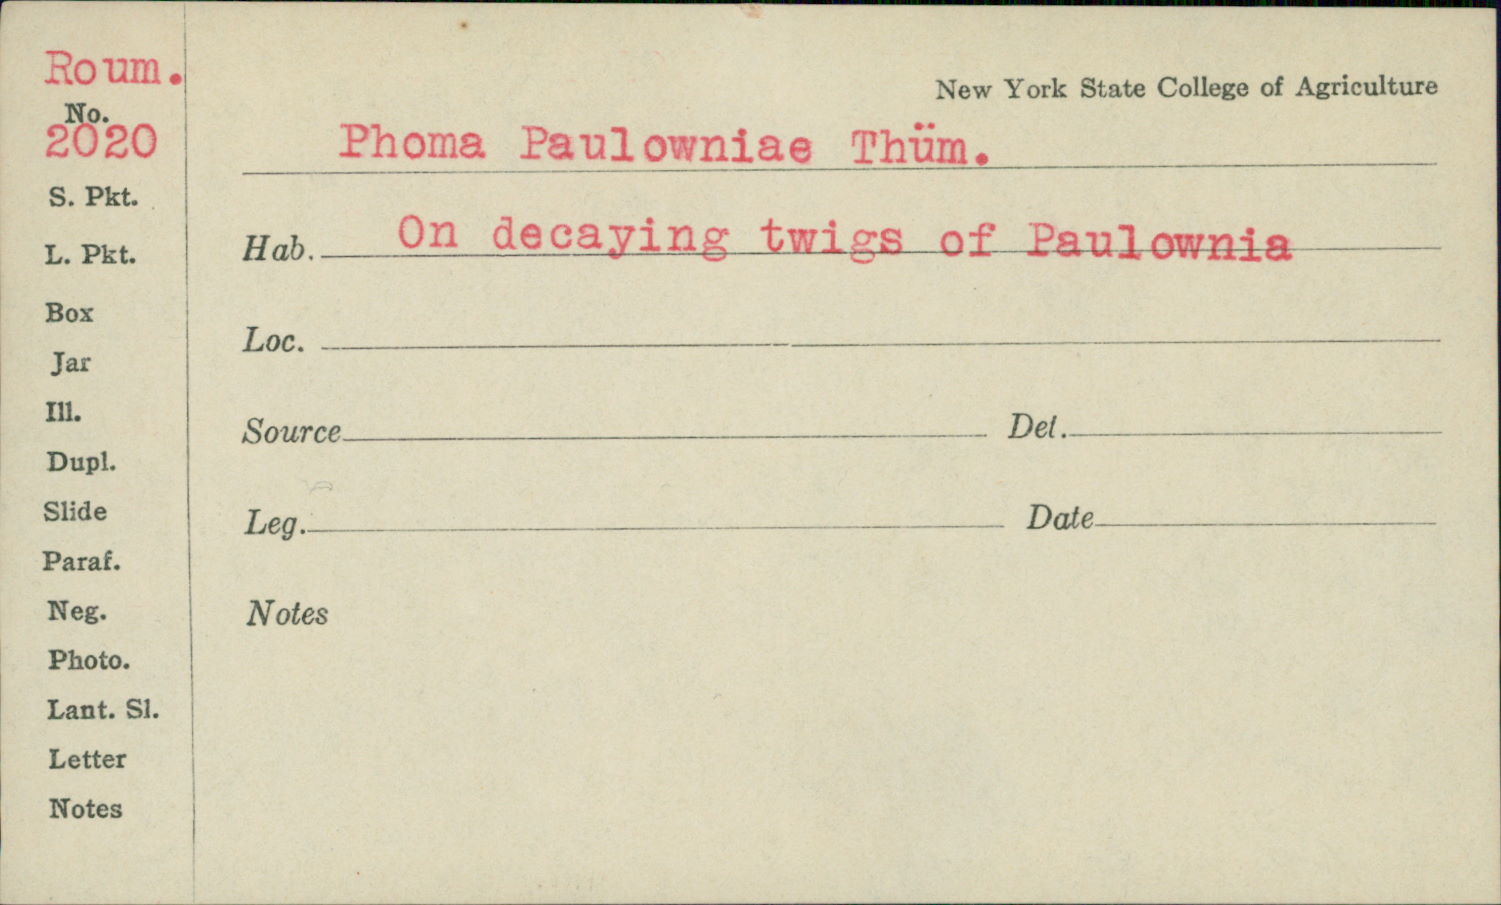 Roum.
No.
2020
S. Pkt.
L. Pkt.
Box
Jar
Ill.
Dupl.
Slide
Paraf.
Neg.
Photo.
Lant. Sl.
Letter
Notes
New York State College of Agriculture
Phoma Paulowniae Thüm.
Hab. On decaying twigs of Paulownia
Loc.
Source Det.
Leg. Date
Notes